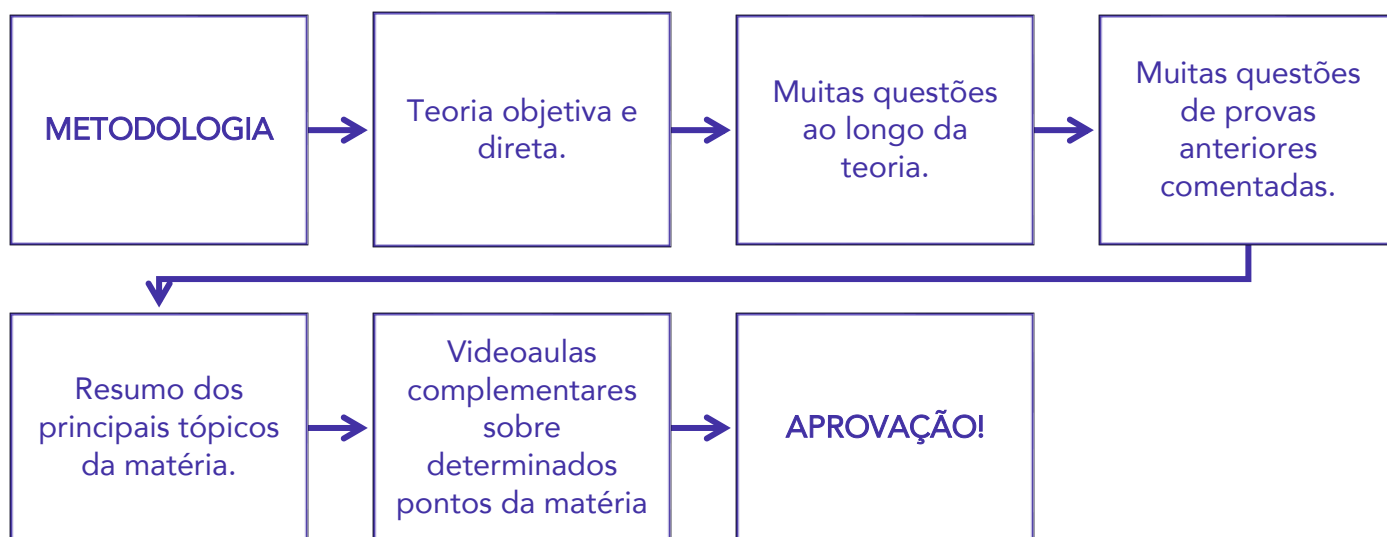 METODOLOGIA
Teoria objetiva e
direta.
Muitas questões
ao longo da
teoria.
Muitas questões
de provas
anteriores
comentadas.
Resumo dos
principais tópicos
da matéria.
Videoaulas
complementares
sobre
determinados
pontos da matéria
APROVAÇÃO!